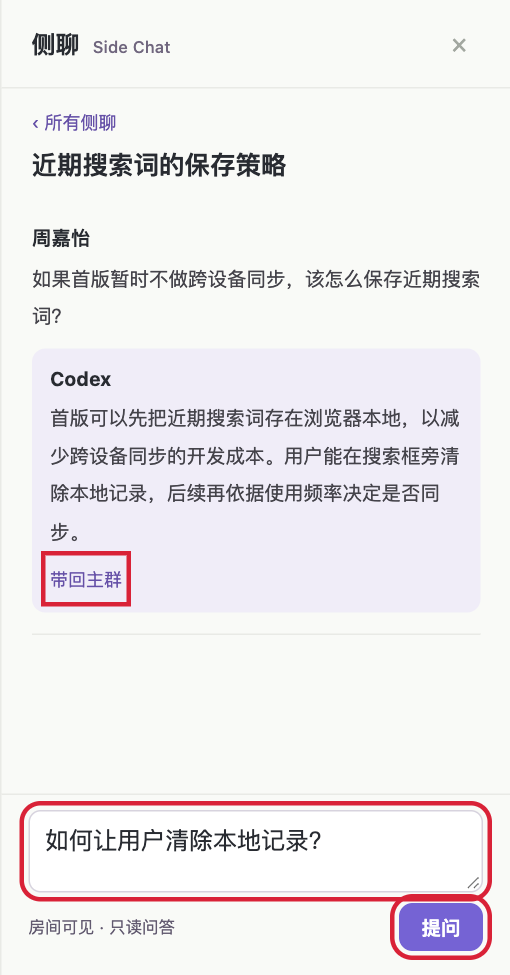 侧聊 Side Chat ×
‹ 所有侧聊
近期搜索词的保存策略
周嘉怡
如果首版暂时不做跨设备同步，该怎么保存近期搜索
词？
Codex
首版可以先把近期搜索词存在浏览器本地，以减
少跨设备同步的开发成本。用户能在搜索框旁清
除本地记录，后续再依据使用频率决定是否同
步。
带回主群
如何让用户清除本地记录？
房间可见 · 只读问答
提问